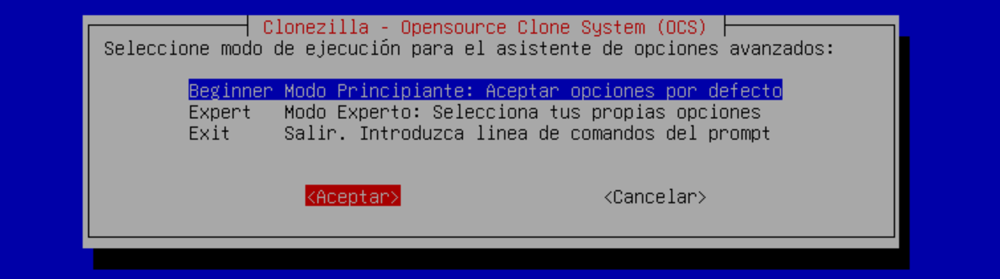 Clonezilla - Opensource Clone System (OCS)
Seleccione modo de ejecución para el asistente de opciones avanzados:
Beginner Modo Principiante: Aceptar opciones por defecto
Expert Modo Experto: Selecciona tus propias opciones
Exit Salir. Introduzca linea de comandos del prompt
<Aceptar> <Cancelar>